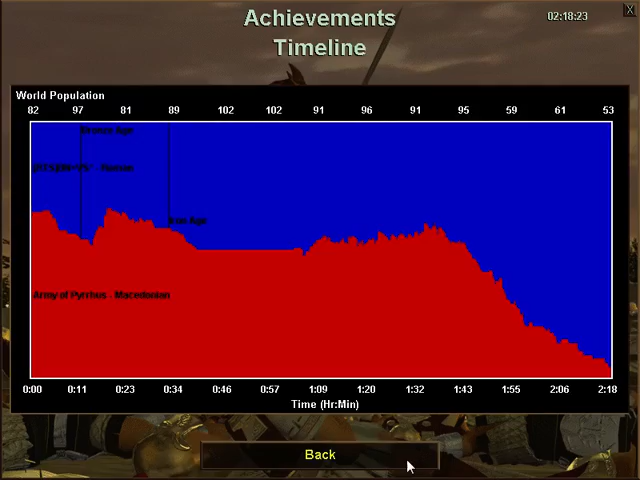 Achievements
02:18:23
X
Timeline
World Population
82 97 81 89 102 102 91 96 91 95 59 61 53
Bronze Age
- Roman
Iron Age
Army of Pyrrhus - Macedonian
0:00 0:11 0:23 0:34 0:46 0:57 1:09 1:20 1:32 1:43 1:55 2:06 2:18
Time (Hr:Min)
Back